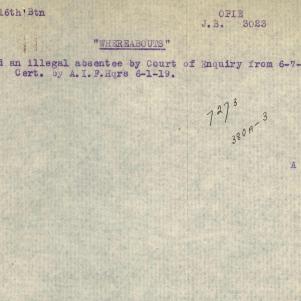 16th Btn OPIE
J.B. 3023
"WHEREABOUTS"
an illegal absentee by Court of Enquiry from 6-7-
Cert. by A.I.F.Hqrs 6-1-19.
7273
380A-3
A